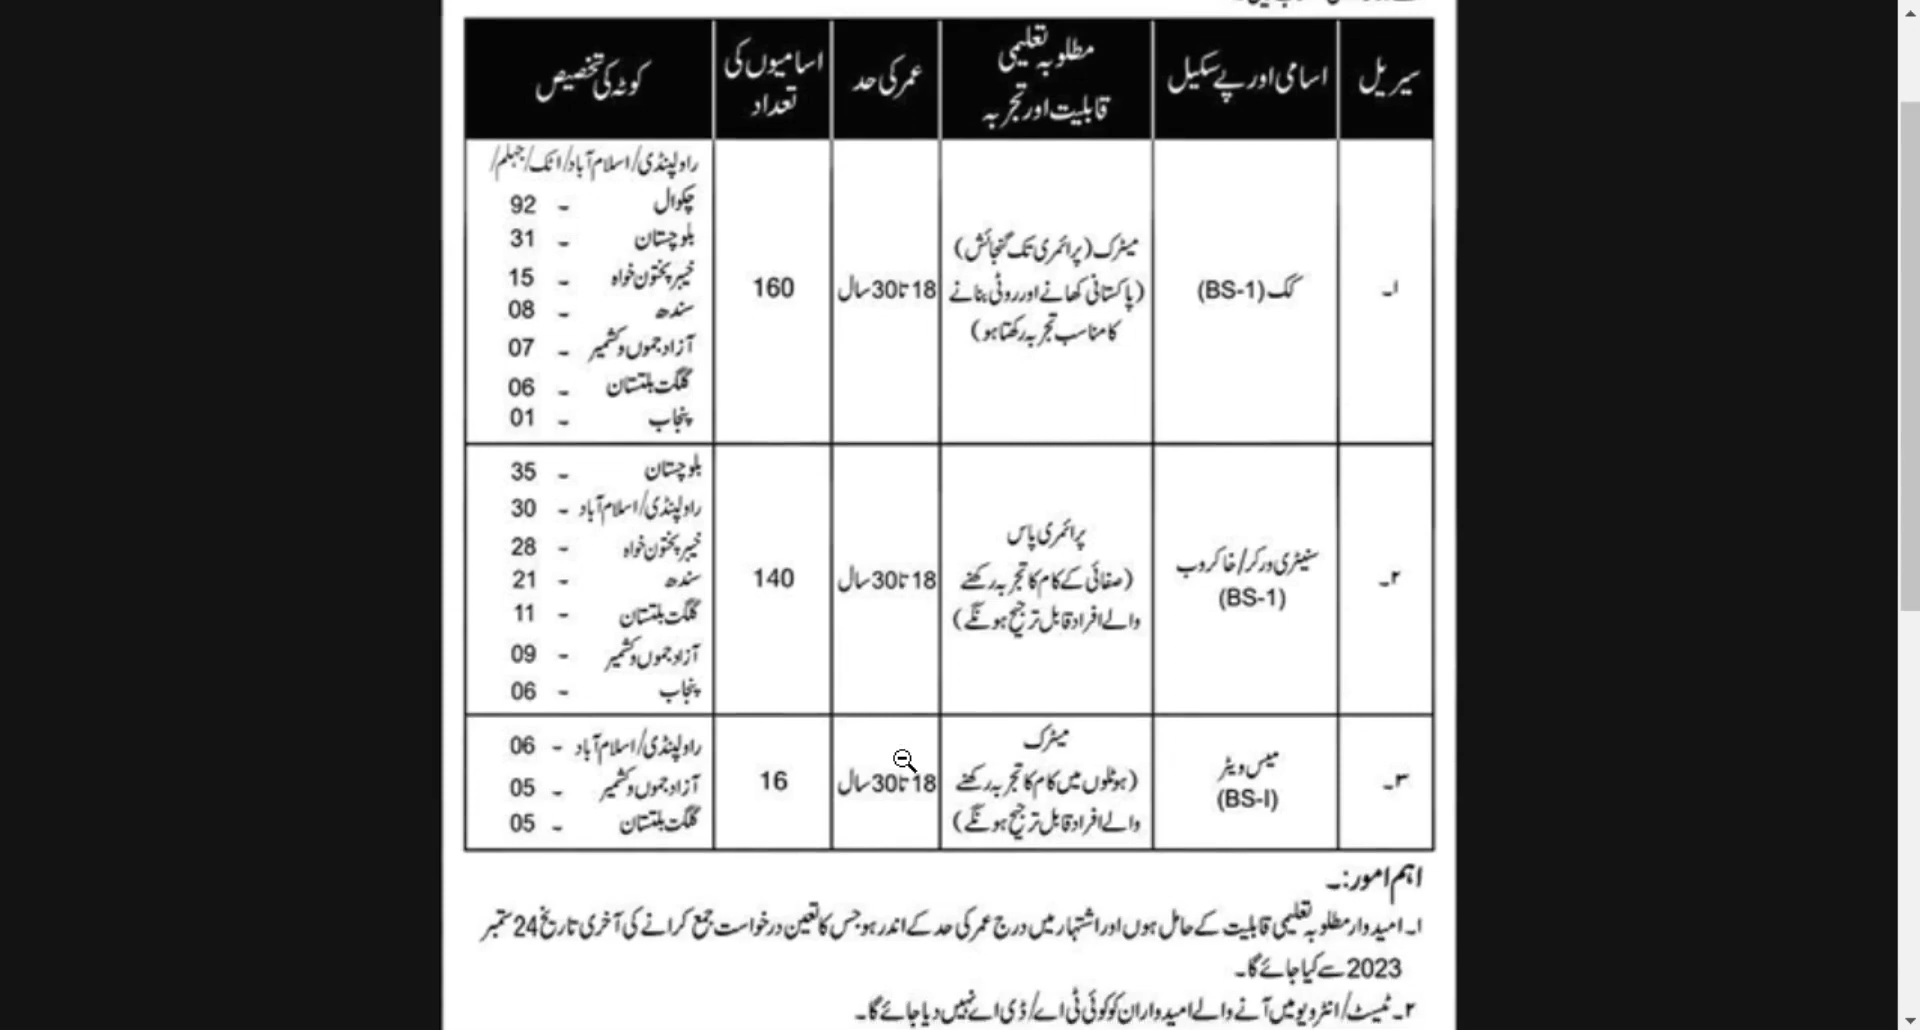 سیریل
اسامی اور پے سکیل
مطلوبہ تعلیمی
قابلیت اور تجربہ
عمر کی حد
اسامیوں کی
تعداد
کوٹہ کی تخصیص
۱۔
کک (BS-1)
میٹرک (پرائمری تک گنجائش)
(پاکستانی کھانے اور روٹی بنانے
کا مناسب تجربہ رکھتا ہو)
18 تا 30 سال
160
راولپنڈی/اسلام آباد/اٹک/جہلم/
چکوال - 92
بلوچستان - 31
خیبر پختون خواہ - 15
سندھ - 08
آزاد جموں و کشمیر - 07
گلگت بلتستان - 06
پنجاب - 01
۲۔
سنیٹری ورکر/خاکروب
(BS-1)
پرائمری پاس
(صفائی کے کام کا تجربہ رکھنے
والے افراد قابل ترجیح ہونگے)
18 تا 30 سال
140
بلوچستان - 35
راولپنڈی/اسلام آباد - 30
خیبر پختون خواہ - 28
سندھ - 21
گلگت بلتستان - 11
آزاد جموں و کشمیر - 09
پنجاب - 06
۳۔
میس ویٹر
(BS-I)
میٹرک
(ہوٹلوں میں کام کا تجربہ رکھنے
والے افراد قابل ترجیح ہونگے)
18 تا 30 سال
16
راولپنڈی/اسلام آباد - 06
آزاد جموں و کشمیر - 05
گلگت بلتستان - 05
اہم امور:۔
۱۔ امیدوار مطلوبہ تعلیمی قابلیت کے حامل ہوں اور اشتہار میں درج عمر کی حد کے اندر ہو جس کا تعین درخواست جمع کرانے کی آخری تاریخ 24 ستمبر
2023 سے کیا جائے گا۔
۲۔ ٹیسٹ/انٹرویو میں آنے والے امیدواران کو کوئی ٹی اے/ڈی اے نہیں دیا جائے گا۔